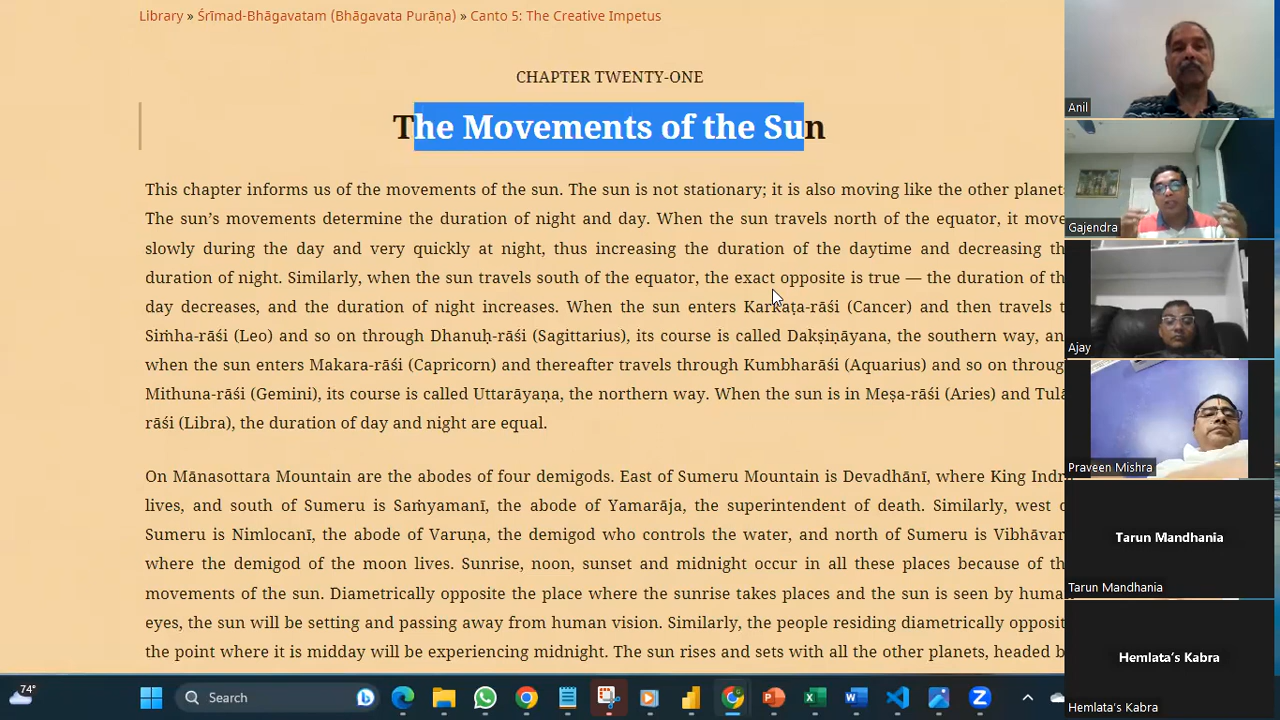 Library » Śrīmad-Bhāgavatam (Bhāgavata Purāṇa) » Canto 5: The Creative Impetus
CHAPTER TWENTY-ONE
The Movements of the Sun
This chapter informs us of the movements of the sun. The sun is not stationary; it is also moving like the other planet
The sun's movements determine the duration of night and day. When the sun travels north of the equator, it move
slowly during the day and very quickly at night, thus increasing the duration of the daytime and decreasing th
duration of night. Similarly, when the sun travels south of the equator, the exact opposite is true — the duration of th
day decreases, and the duration of night increases. When the sun enters Karkaṭa-rāśi (Cancer) and then travels t
Siṁha-rāśi (Leo) and so on through Dhanuḥ-rāśi (Sagittarius), its course is called Dakṣiṇāyana, the southern way, an
when the sun enters Makara-rāśi (Capricorn) and thereafter travels through Kumbharāśi (Aquarius) and so on throug
Mithuna-rāśi (Gemini), its course is called Uttarāyaṇa, the northern way. When the sun is in Meṣa-rāśi (Aries) and Tulā
rāśi (Libra), the duration of day and night are equal.
On Mānasottara Mountain are the abodes of four demigods. East of Sumeru Mountain is Devadhānī, where King Indr
lives, and south of Sumeru is Saṁyamanī, the abode of Yamarāja, the superintendent of death. Similarly, west o
Sumeru is Nimlocanī, the abode of Varuṇa, the demigod who controls the water, and north of Sumeru is Vibhāvar
where the demigod of the moon lives. Sunrise, noon, sunset and midnight occur in all these places because of th
movements of the sun. Diametrically opposite the place where the sunrise takes places and the sun is seen by huma
eyes, the sun will be setting and passing away from human vision. Similarly, the people residing diametrically opposit
the point where it is midday will be experiencing midnight. The sun rises and sets with all the other planets, headed b
Anil
Gajendra
Ajay
Praveen Mishra
Tarun Mandhania
Tarun Mandhania
Hemlata's Kabra
Hemlata's Kabra
74°
Search